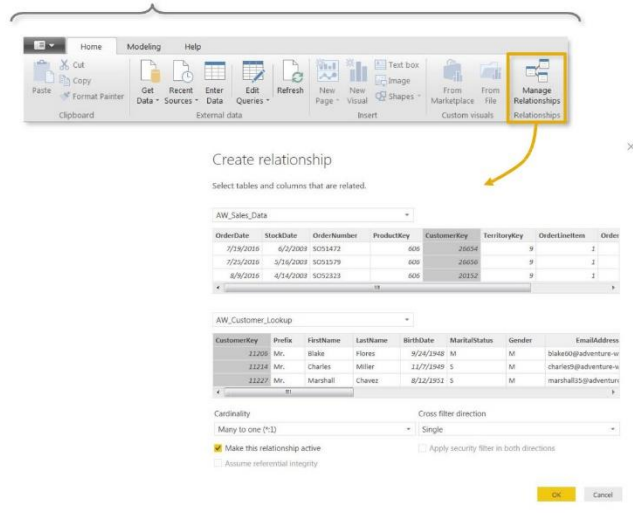 Home Modeling Help
Cut
Copy
Format Painter
Paste
Get Data
Recent Sources
Enter Data
Edit Queries
Refresh
New Page
New Visual
Text box
Image
Shapes
From Marketplace
From File
Manage Relationships
Clipboard External data Insert Custom visuals Relationships
Create relationship
Select tables and columns that are related.
AW_Sales_Data
OrderDate StockDate OrderNumber ProductKey CustomerKey TerritoryKey OrderLineItem Order
7/19/2016 6/2/2003 SO51472 606 26654 9 1
7/25/2016 5/16/2003 SO51579 606 26656 9 1
8/9/2016 4/14/2003 SO52323 606 20152 9 1
AW_Customer_Lookup
CustomerKey Prefix FirstName LastName BirthDate MaritalStatus Gender EmailAddress
Mr. Blake Flores 9/24/1948 M M blake60@adventure-w
11214 Mr. Charles Miller 11/7/1949 S M charles9@adventure-w
11227 Mr. Marshall Chavez 8/12/1951 S M marshall35@adventure
Cardinality Cross filter direction
Many to one (*:1) Single
Make this relationship active Apply security filter in both directions
Assume referential integrity
OK Cancel